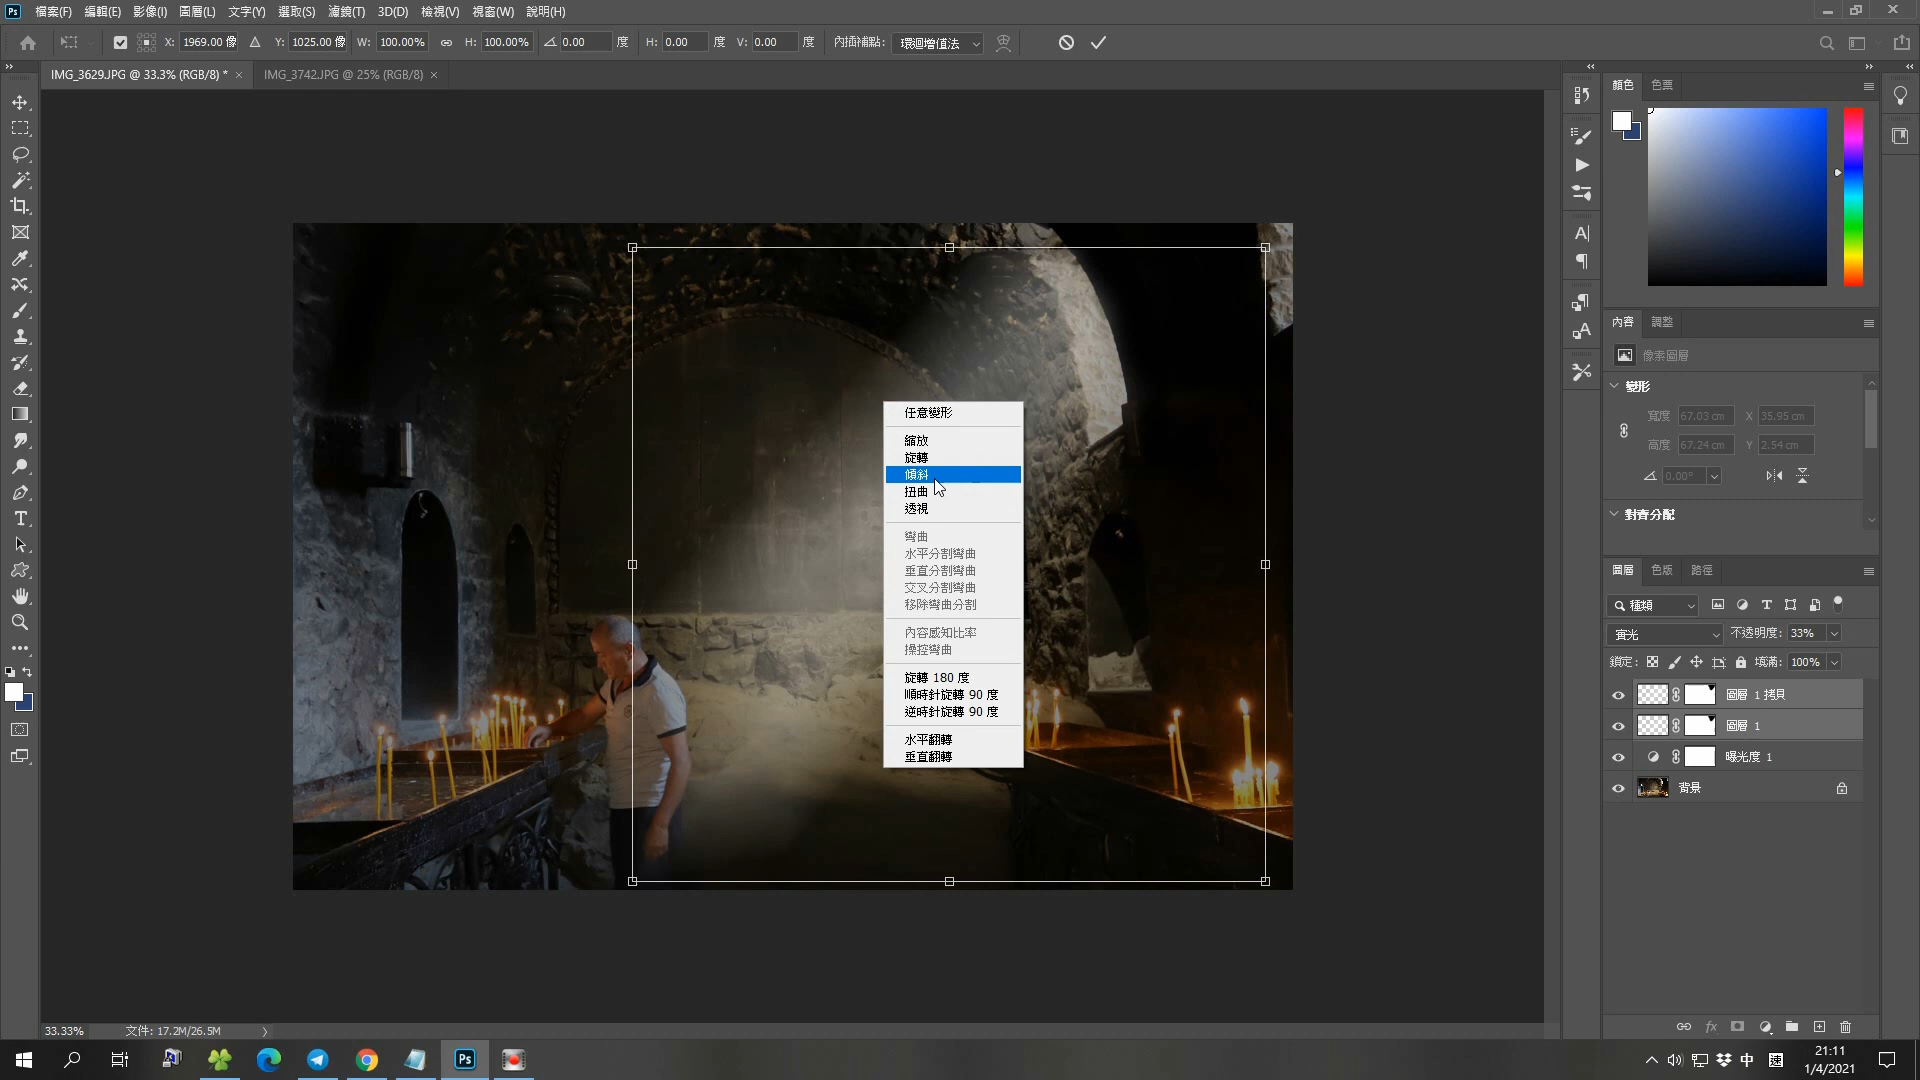 Ps 檔案(F) 編輯(E) 影像(I) 圖層(L) 文字(Y) 選取(S) 濾鏡(T) 3D(D) 檢視(V) 視窗(W) 說明(H)
X: 1969.00 像 Y: 1025.00 像 W: 100.00% H: 100.00% 0.00 度 H: 0.00 度 V: 0.00 度 內插補點: 環迴增值法
IMG_3629.JPG @ 33.3% (RGB/8) * × IMG_3742.JPG @ 25% (RGB/8) ×
顏色 色票
內容 調整
像素圖層
變形
寬度 67.03 cm X 35.95 cm
高度 67.24 cm Y 2.54 cm
0.00°
對齊分配
任意變形
縮放
旋轉
傾斜
扭曲
透視
彎曲
水平分割彎曲
垂直分割彎曲
交叉分割彎曲
移除彎曲分割
內容感知比率
操控彎曲
旋轉 180 度
順時針旋轉 90 度
逆時針旋轉 90 度
水平翻轉
垂直翻轉
圖層 色版 路徑
種類
實光 不透明度: 33%
鎖定: 填滿: 100%
圖層 1 拷貝
圖層 1
曝光度 1
背景
fx
33.33% 文件: 17.2M/26.5M
Ps
中 速
21:11
1/4/2021